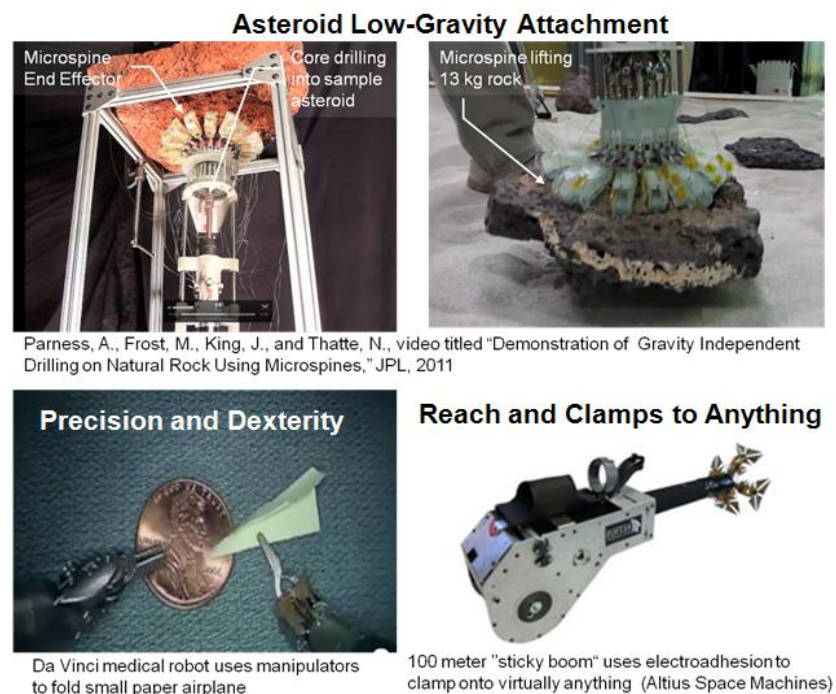 Asteroid Low-Gravity Attachment
Microspine
End Effector
Core drilling
into sample
asteroid
Microspine lifting
13 kg rock
Parness, A., Frost, M., King, J., and Thatte, N., video titled “Demonstration of Gravity Independent
Drilling on Natural Rock Using Microspines,” JPL, 2011
Precision and Dexterity
Reach and Clamps to Anything
Da Vinci medical robot uses manipulators
to fold small paper airplane
100 meter ”sticky boom“ uses electroadhesion to
clamp onto virtually anything (Altius Space Machines)